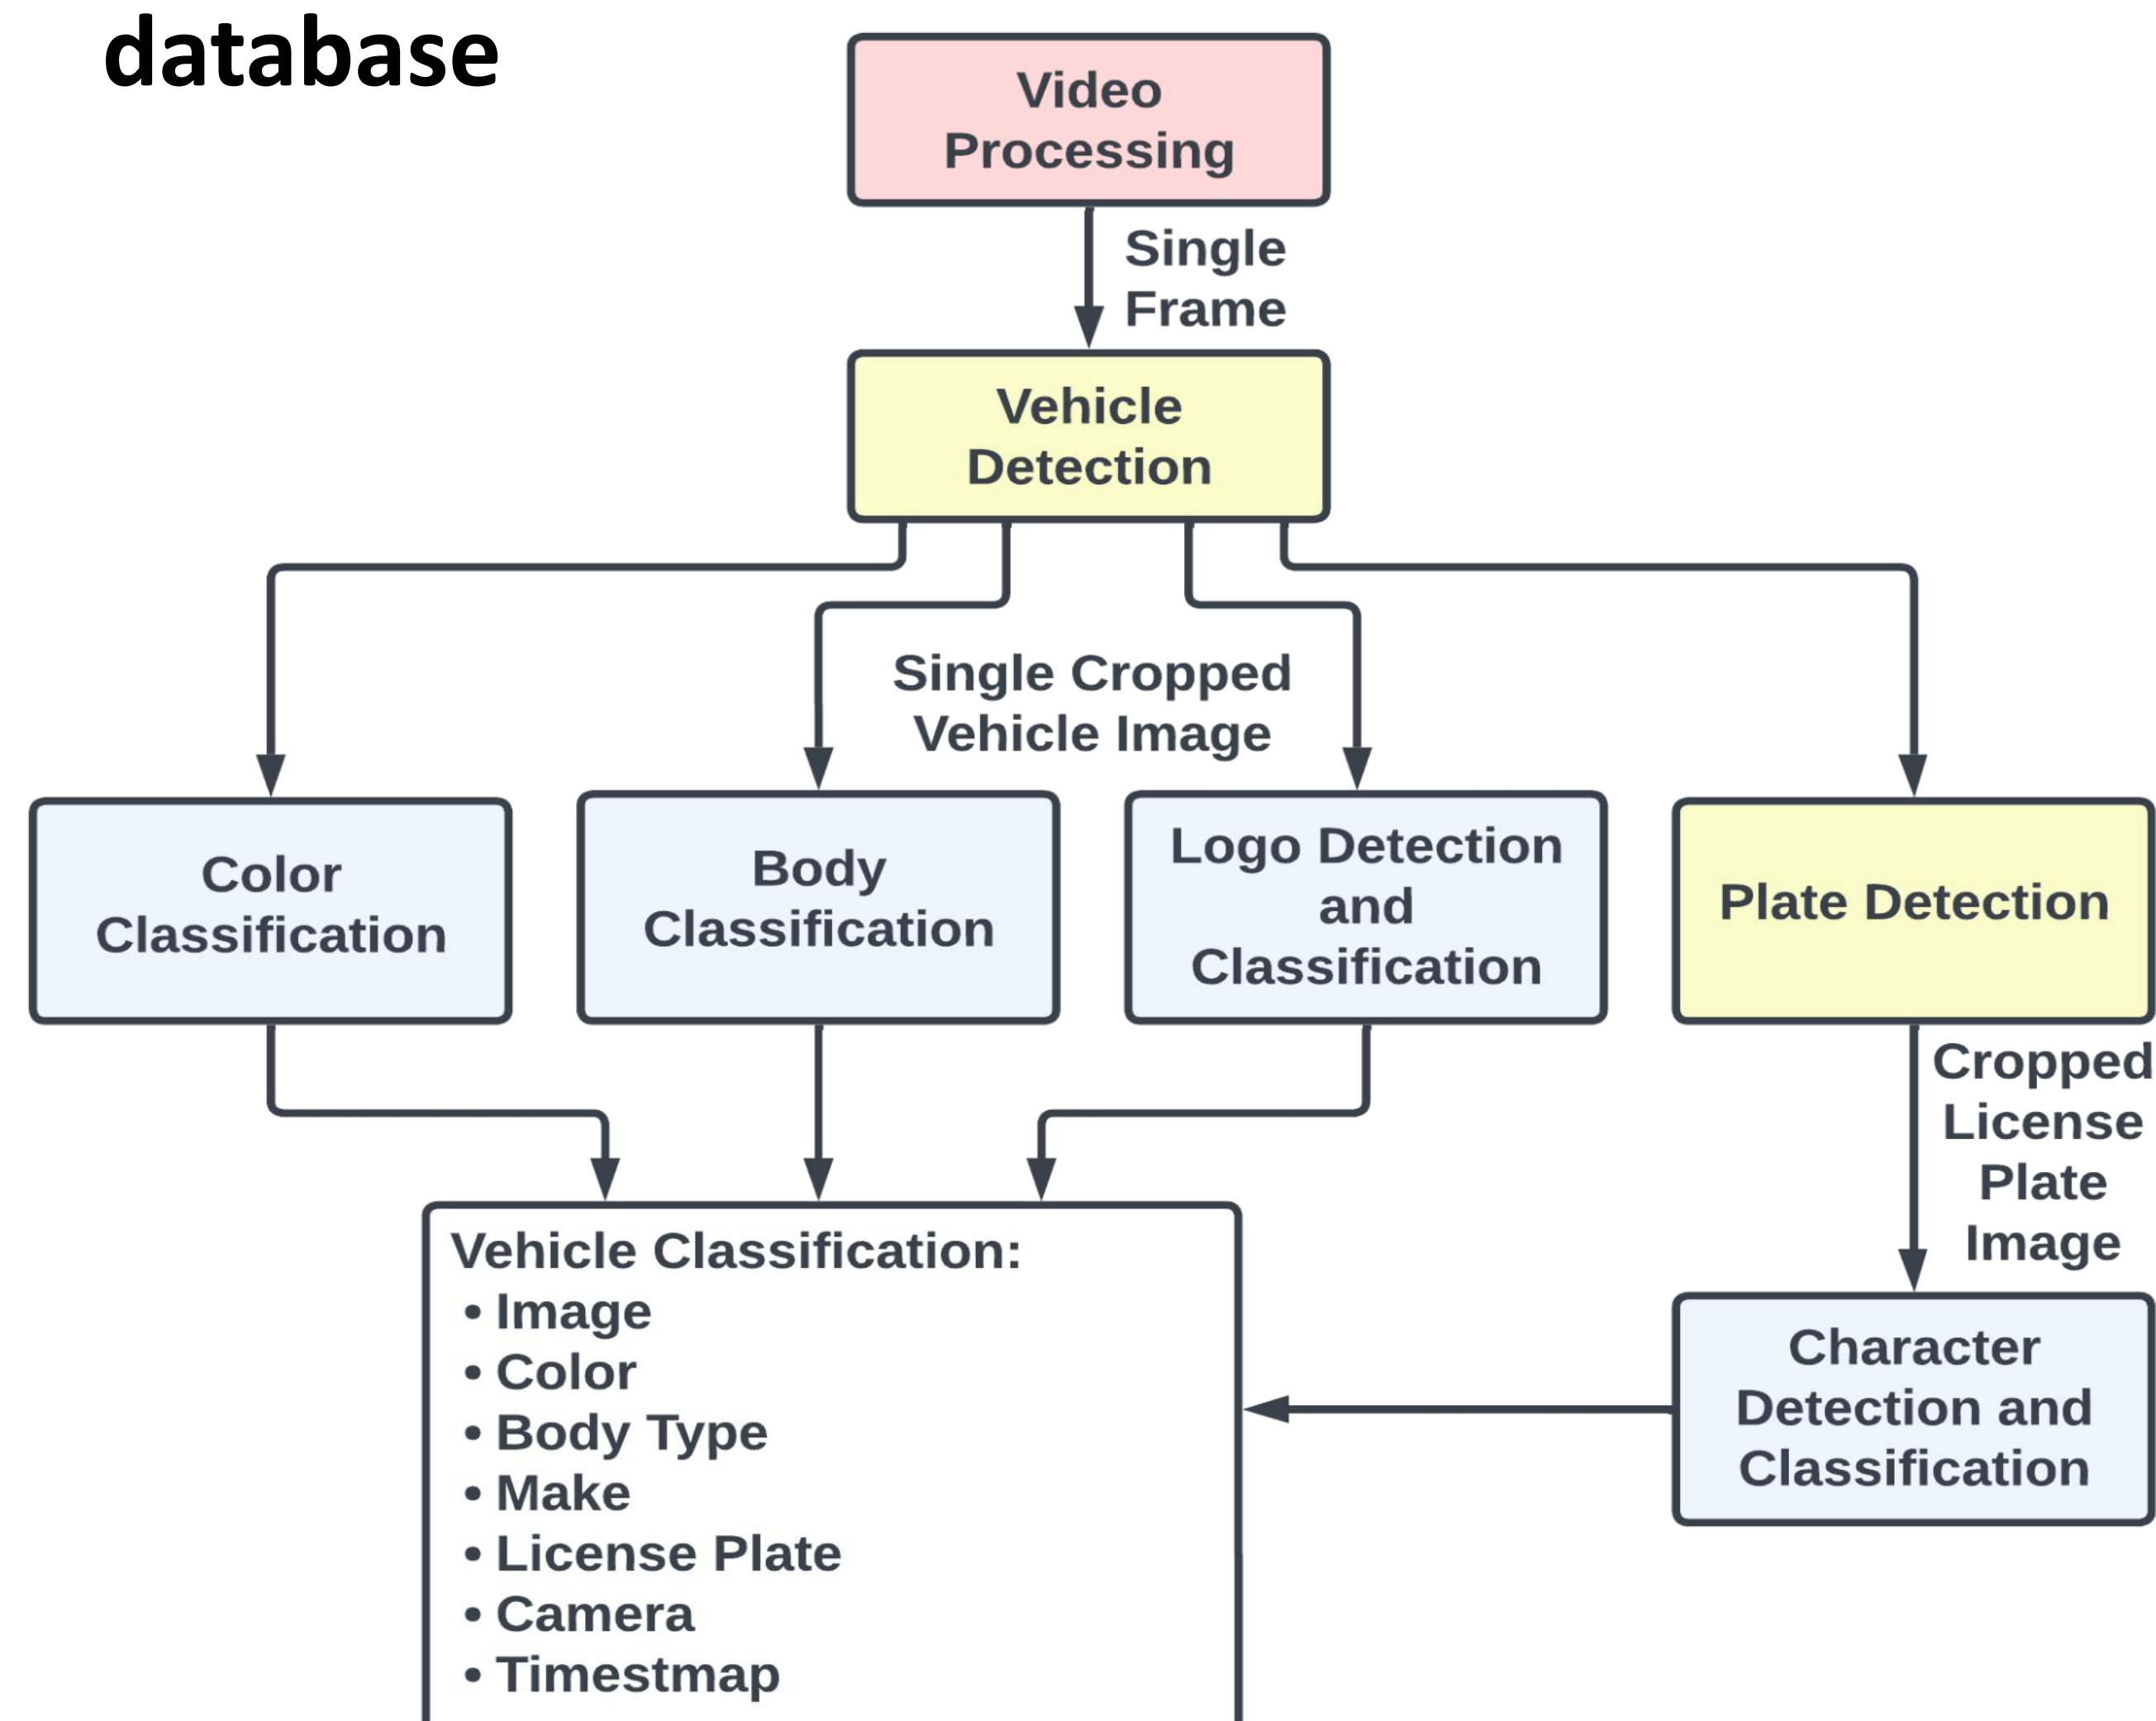 database
Video
Processing
Single
Frame
Vehicle
Detection
Single Cropped
Vehicle Image
Color
Classification
Body
Classification
Logo Detection
and
Classification
Plate Detection
Cropped
License
Plate
Image
Vehicle Classification:
• Image
• Color
• Body Type
• Make
• License Plate
• Camera
• Timestmap
Character
Detection and
Classification